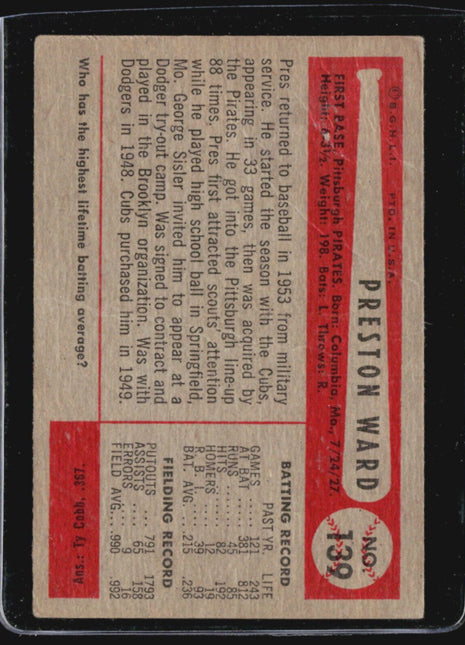 © B.G.H.L.I. PTD. IN U.S.A.
PRESTON WARD
NO.
139
FIRST BASE, Pittsburgh PIRATES. Born: Columbia, Mo., 7/24/27.
Height: 6-3½. Weight: 198. Bats: L. Throws: R.
Pres returned to baseball in 1953 from military
service. He started the season with the Cubs,
appearing in 33 games, then was acquired by
the Pirates. He got into the Pittsburgh line-up
88 times. Pres first attracted scouts' attention
while he played high school ball in Springfield,
Mo. George Sisler invited him to appear at a
Dodger try-out camp. Was signed to contract and
played in the Brooklyn organization. Was with
Dodgers in 1948. Cubs purchased him in 1949.
BATTING RECORD
PAST YR. LIFE
GAMES 121 243
AT BAT 381 812
RUNS 45 85
HITS 82 192
HOMERS 12 19
R. B. I. 39 94
BAT. AVG. .215 .236
FIELDING RECORD
PUTOUTS ... 791 1793
ASSISTS .... 65 158
ERRORS .... 9 16
FIELD AVG. .990 .992
Who has the highest lifetime batting average?
Ans.: Ty Cobb, .367.